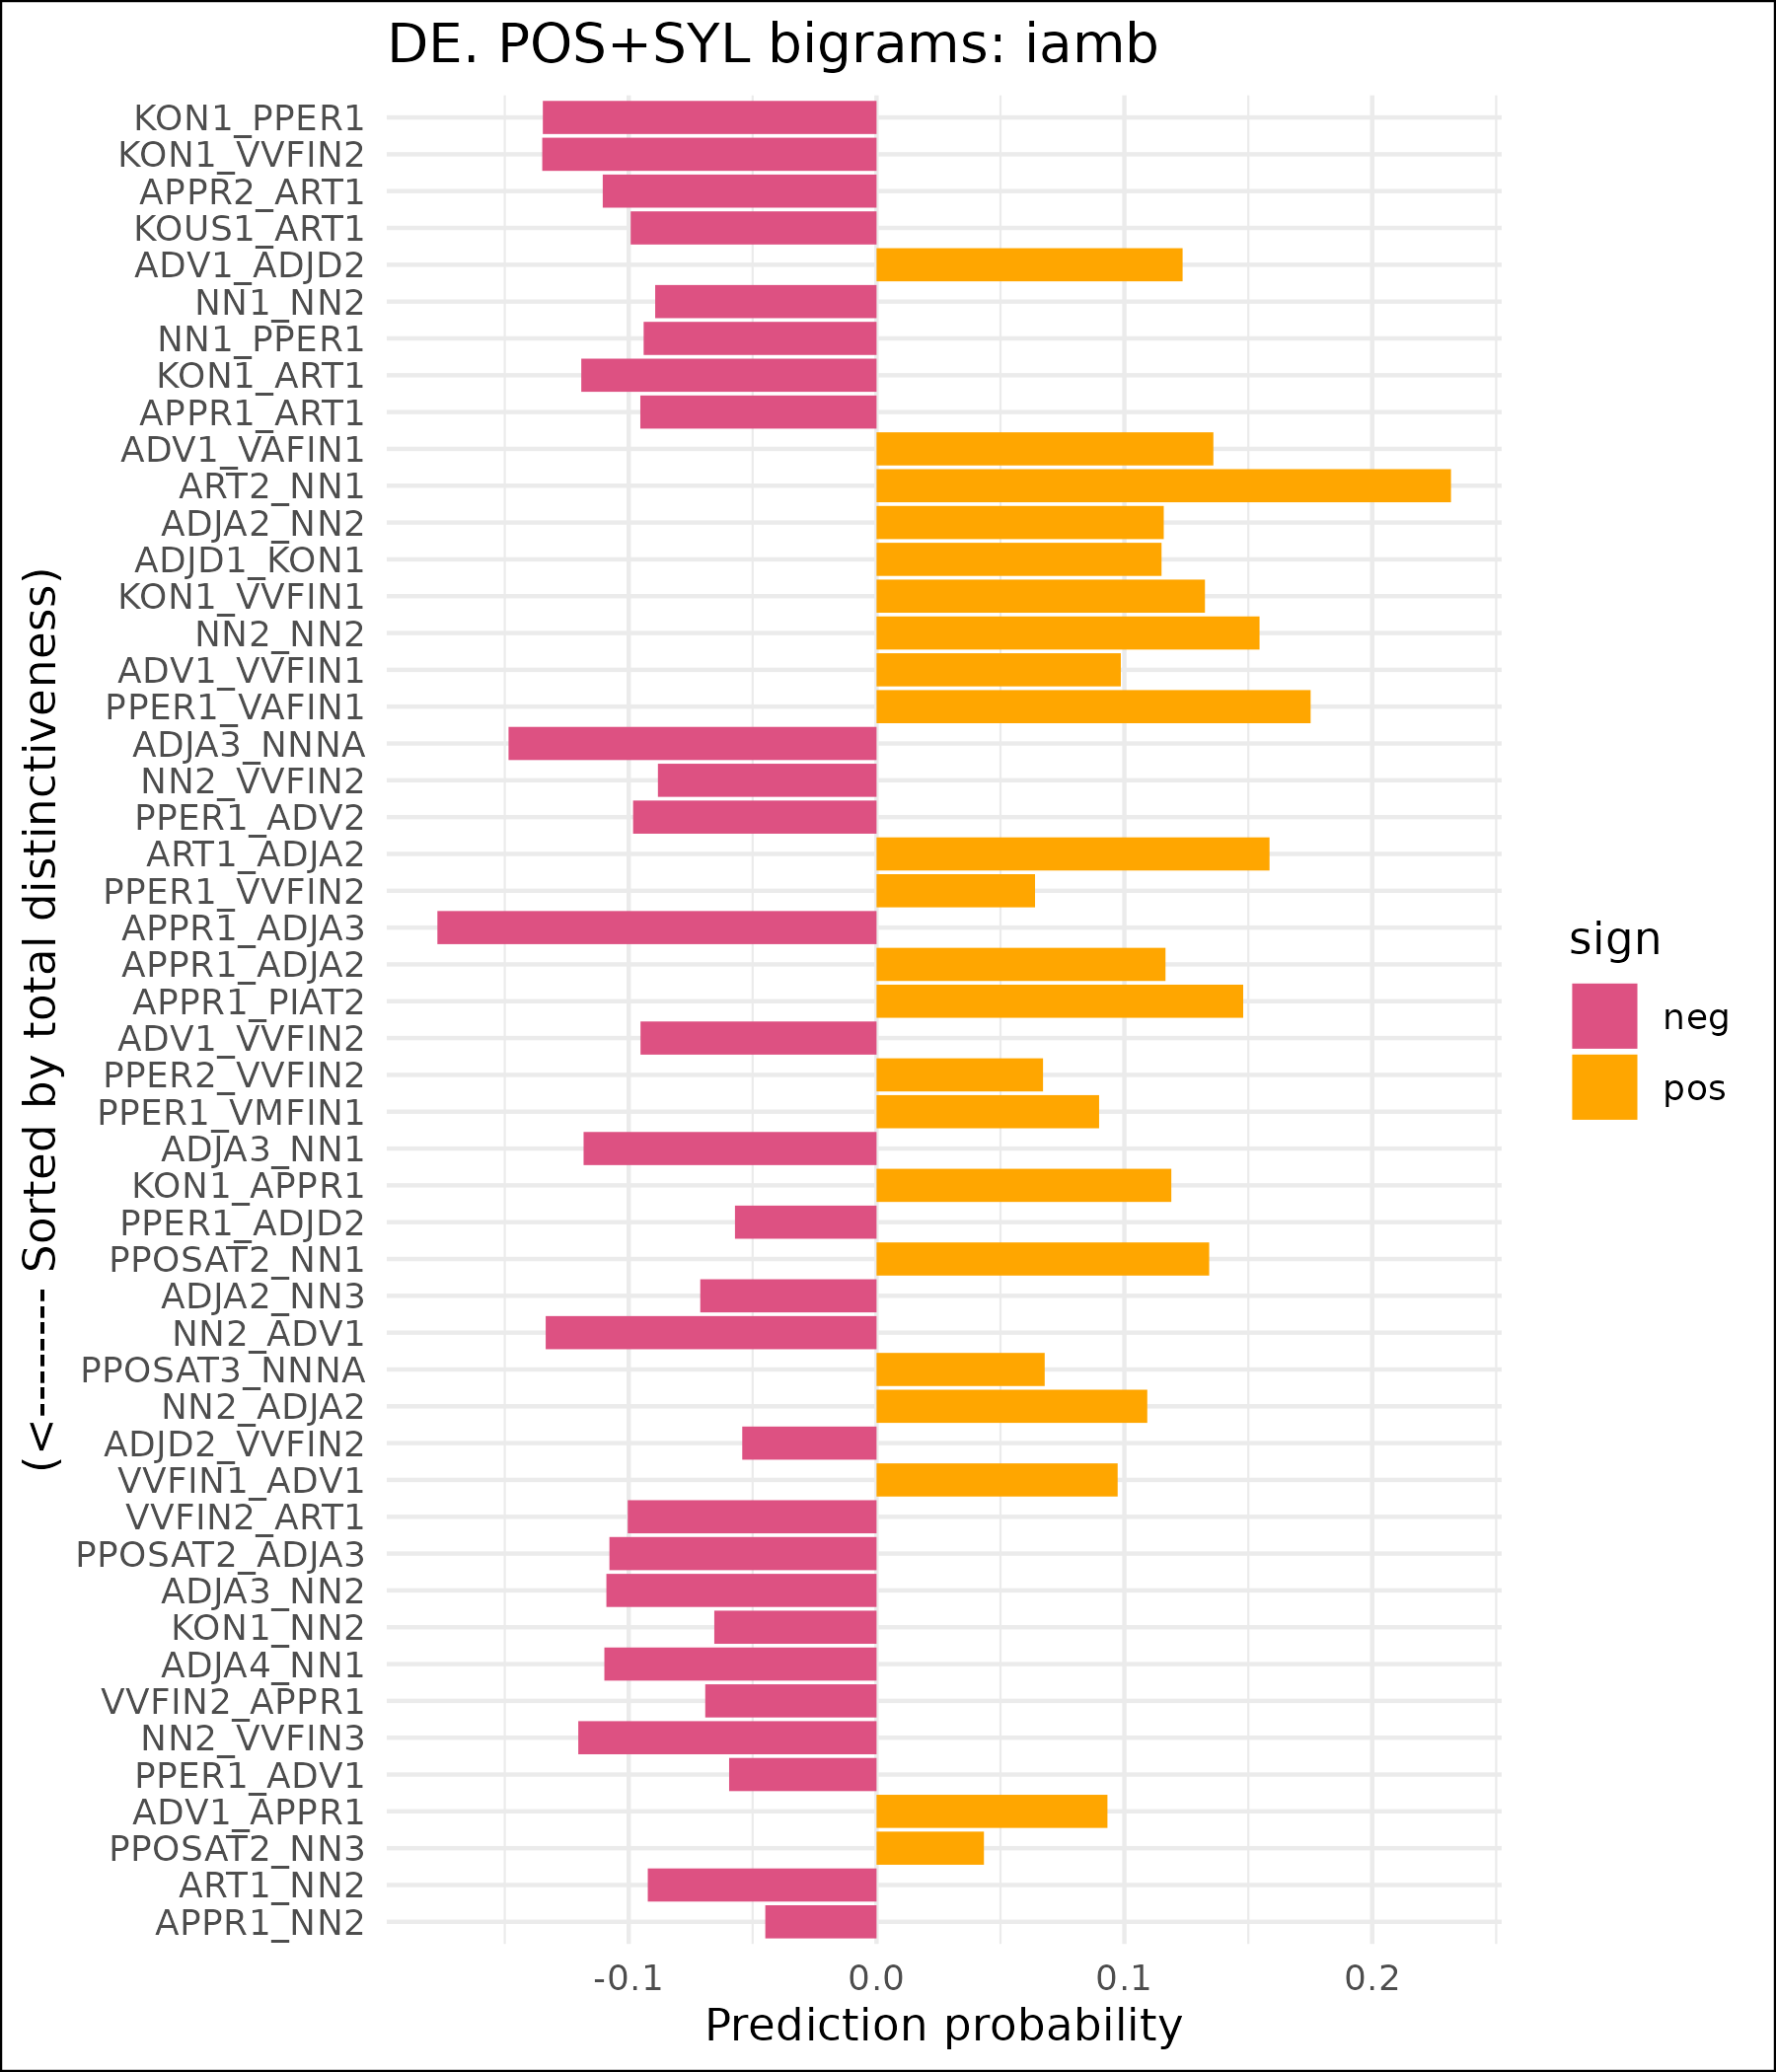 DE. POS+SYL bigrams: iamb
KON1_PPER1
KON1_VVFIN2
APPR2_ART1
KOUS1_ART1
ADV1_ADJD2
NN1_NN2
NN1_PPER1
KON1_ART1
APPR1_ART1
ADV1_VAFIN1
ART2_NN1
ADJA2_NN2
ADJD1_KON1
KON1_VVFIN1
NN2_NN2
ADV1_VVFIN1
PPER1_VAFIN1
ADJA3_NNNA
NN2_VVFIN2
PPER1_ADV2
ART1_ADJA2
PPER1_VVFIN2
APPR1_ADJA3
APPR1_ADJA2
APPR1_PIAT2
ADV1_VVFIN2
PPER2_VVFIN2
PPER1_VMFIN1
ADJA3_NN1
KON1_APPR1
PPER1_ADJD2
PPOSAT2_NN1
ADJA2_NN3
NN2_ADV1
PPOSAT3_NNNA
NN2_ADJA2
ADJD2_VVFIN2
VVFIN1_ADV1
VVFIN2_ART1
PPOSAT2_ADJA3
ADJA3_NN2
KON1_NN2
ADJA4_NN1
VVFIN2_APPR1
NN2_VVFIN3
PPER1_ADV1
ADV1_APPR1
PPOSAT2_NN3
ART1_NN2
APPR1_NN2
(<---------- Sorted by total distinctiveness)
-0.1 0.0 0.1 0.2
Prediction probability
sign
neg
pos